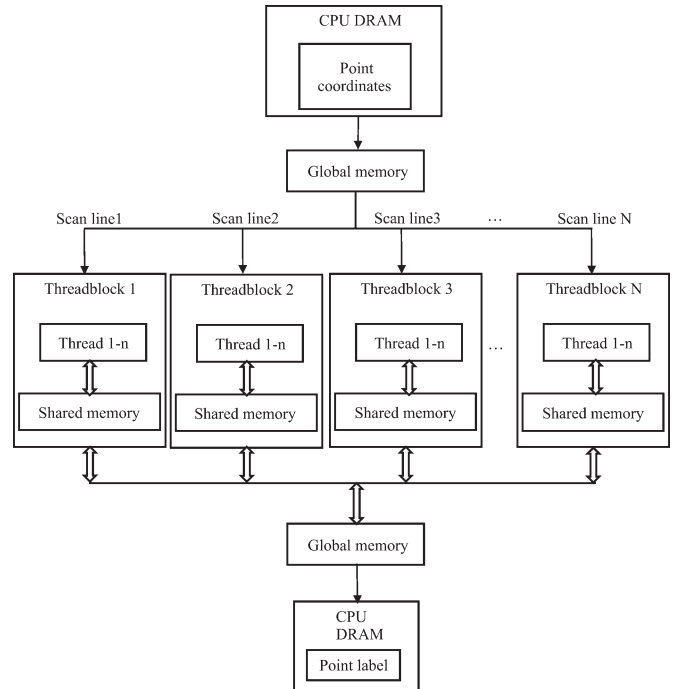 CPU DRAM
Point
coordinates
Global memory
Scan line1
Scan line2
Scan line3
...
Scan line N
Threadblock 1
Threadblock 2
Threadblock 3
Threadblock N
Thread 1-n
Thread 1-n
Thread 1-n
...
Thread 1-n
Shared memory
Shared memory
Shared memory
Shared memory
Global memory
CPU
DRAM
Point label